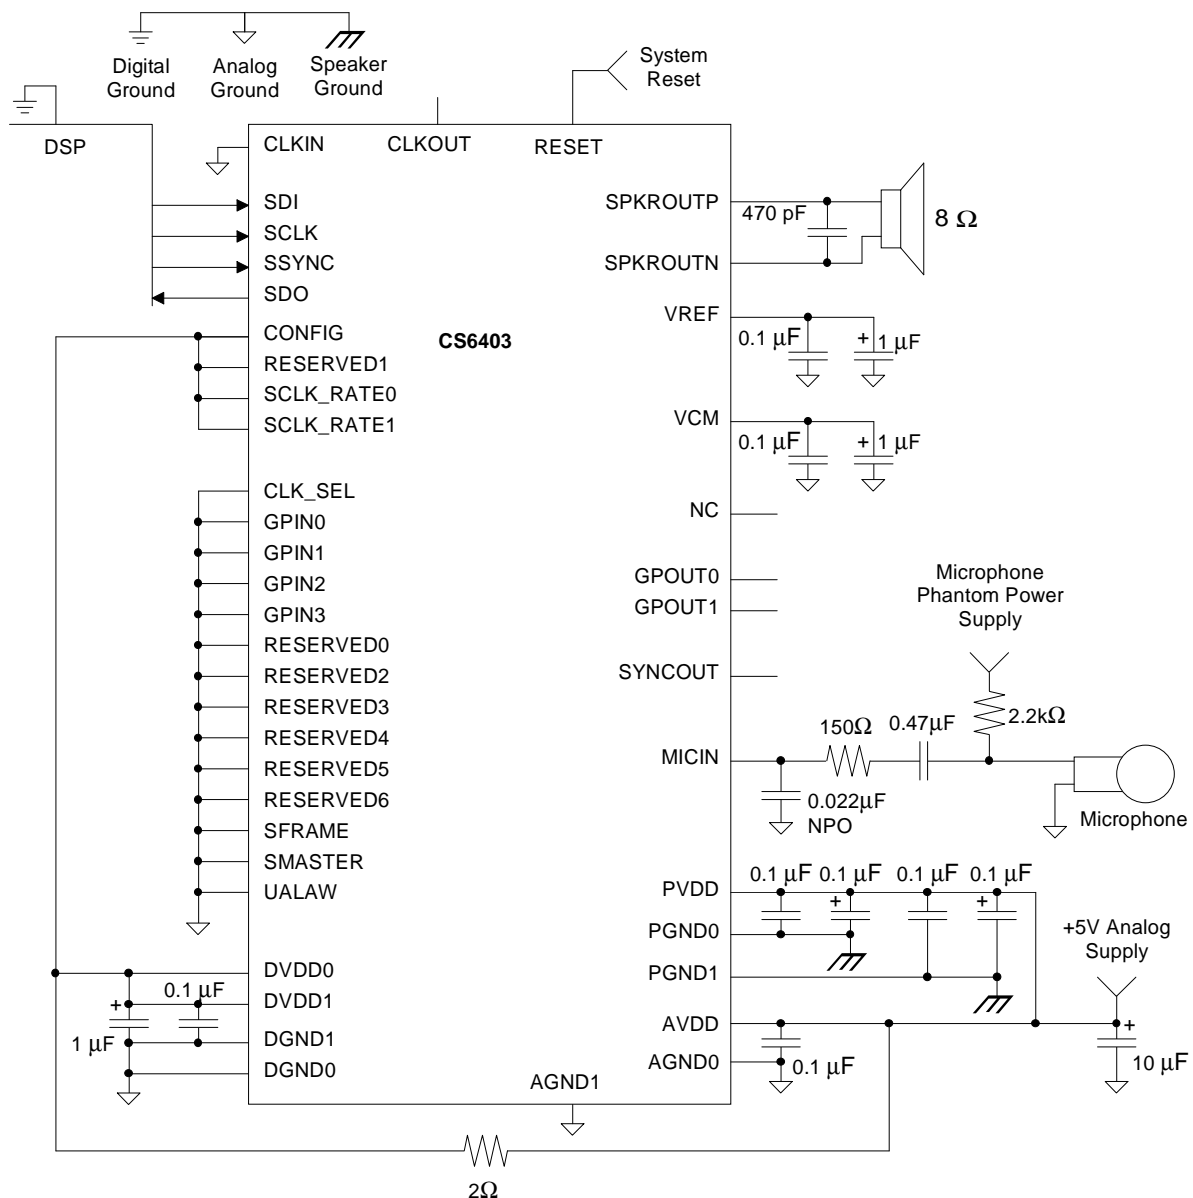 System
Reset
Digital
Ground
Analog
Ground
Speaker
Ground
DSP
CLKIN
CLKOUT
RESET
SDI
SCLK
SSYNC
SDO
CONFIG
RESERVED1
SCLK_RATE0
SCLK_RATE1
CLK_SEL
GPIN0
GPIN1
GPIN2
GPIN3
RESERVED0
RESERVED2
RESERVED3
RESERVED4
RESERVED5
RESERVED6
SFRAME
SMASTER
UALAW
DVDD0
DVDD1
DGND1
DGND0
+
0.1 µF
1 µF
CS6403
AGND1
SPKROUTP
470 pF
8 Ω
SPKROUTN
VREF
0.1 µF
+
1 µF
VCM
0.1 µF
+
1 µF
NC
GPOUT0
GPOUT1
SYNCOUT
Microphone
Phantom Power
Supply
2.2kΩ
MICIN
150Ω
0.47µF
0.022µF
NPO
Microphone
PVDD
0.1 µF
0.1 µF
0.1 µF
0.1 µF
+
+
PGND0
PGND1
+5V Analog
Supply
AVDD
+
AGND0
0.1 µF
10 µF
2Ω